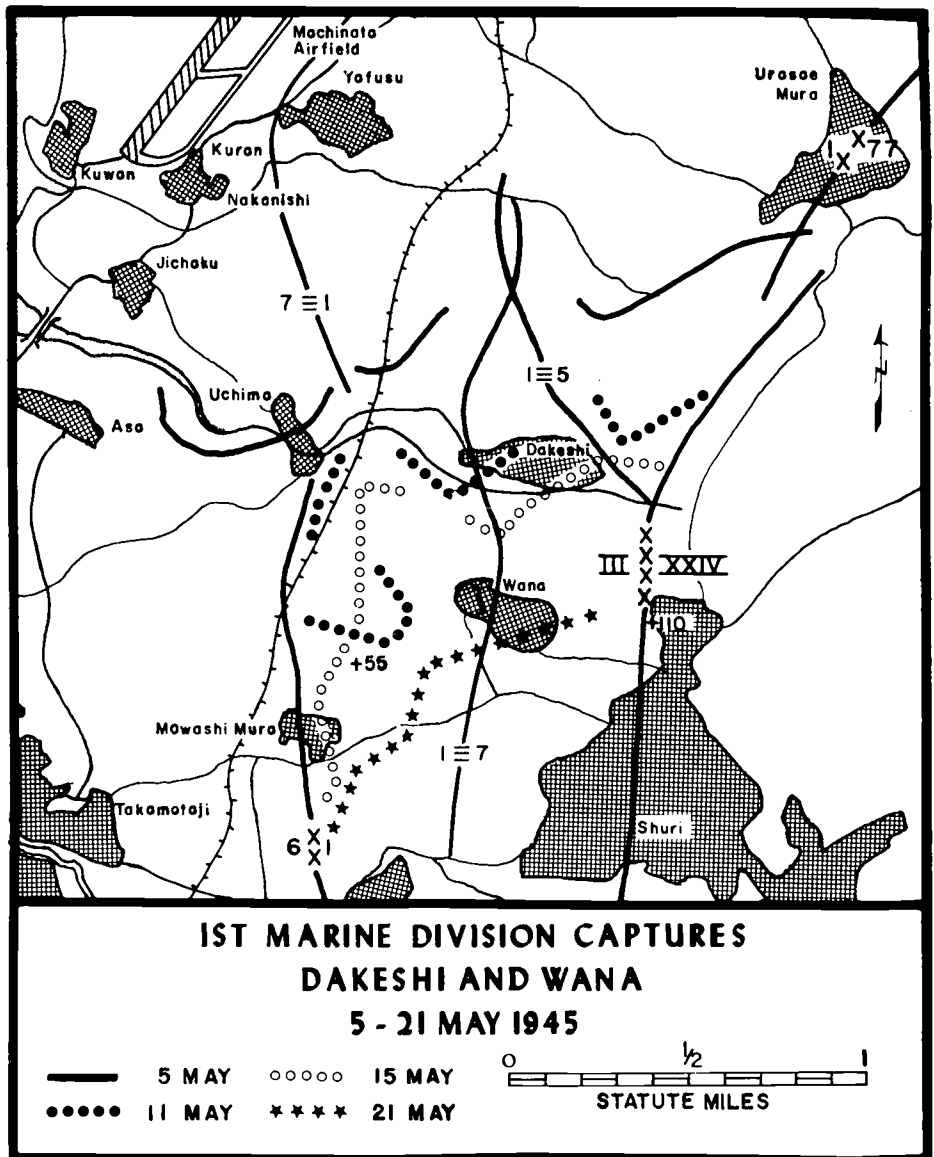 Machinato
Airfield
Yafusu
Urasoe
Mura
1 X X 77
Kuran
Kuwan
Nakanishi
Jichaku
7 ≡ 1
1 ≡ 5
Uchima
Asa
Dakeshi
N
III XXXX XXIV
Wana
+110
+55
Mawashi Mura
1 ≡ 7
Takamotoji
6 X X 1
Shuri
1ST MARINE DIVISION CAPTURES
DAKESHI AND WANA
5 - 21 MAY 1945
5 MAY
15 MAY
11 MAY
21 MAY
0 1/2 1
STATUTE MILES